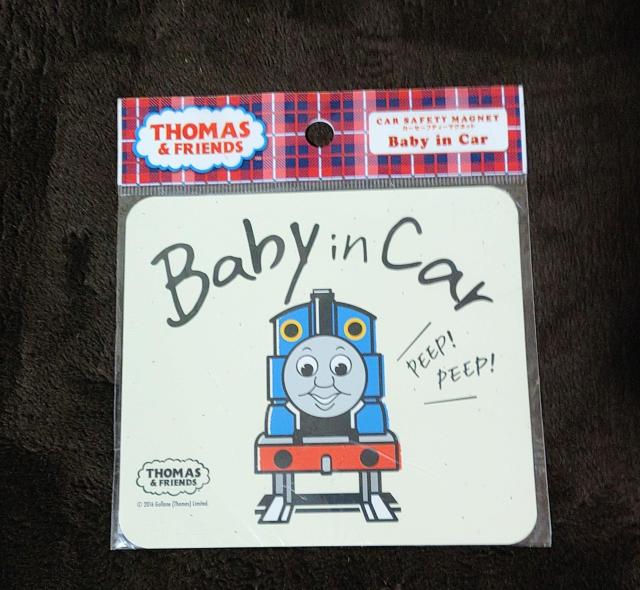 THOMAS
& FRIENDS
CAR SAFETY MAGNET
カーセーフティーマグネット
Baby in Car
Baby in Car
PEEP!
PEEP!
THOMAS
& FRIENDS
© 2016 Gullane (Thomas) Limited.